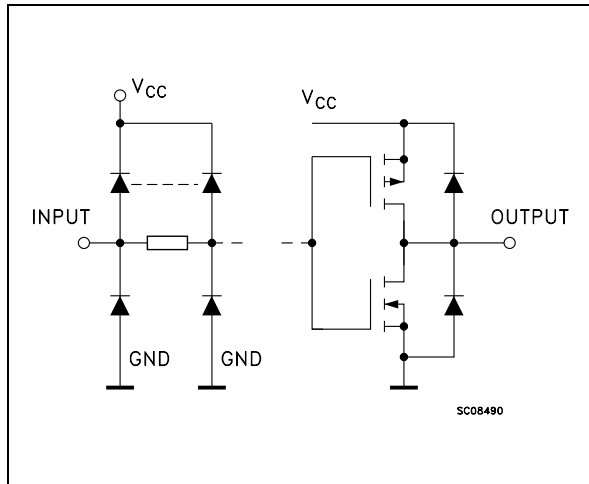 VCC
VCC
INPUT
OUTPUT
GND
GND
SC08490